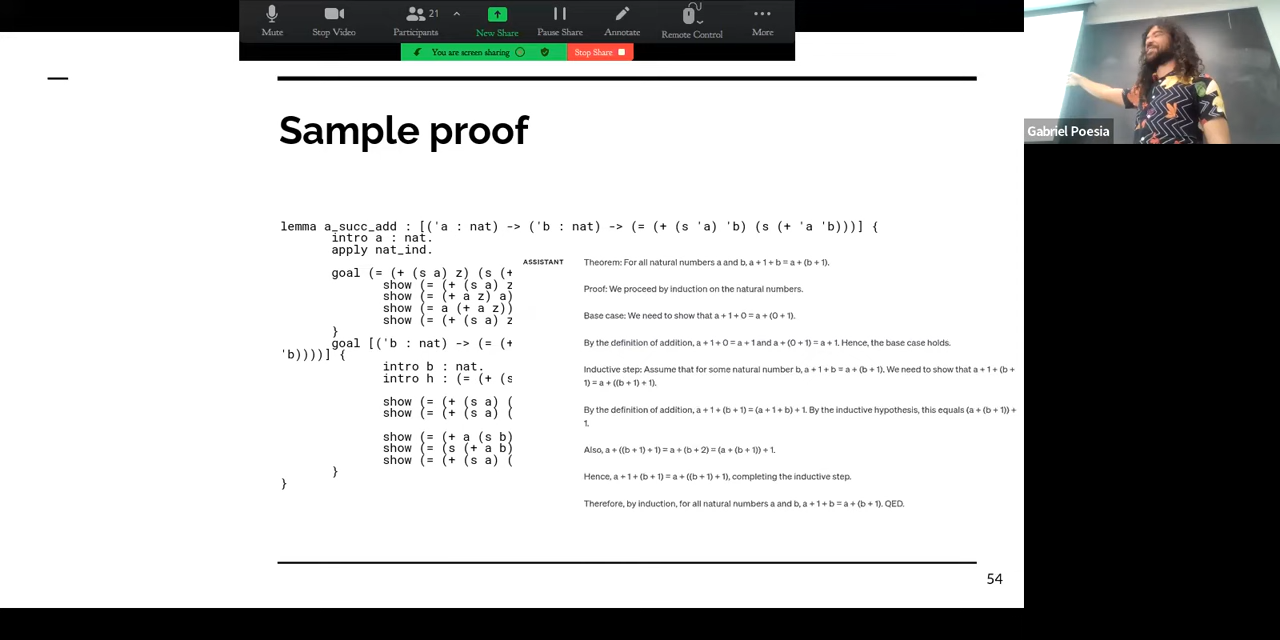 21
Mute
Stop Video
Participants
New Share
Pause Share
Annotate
Remote Control
More
You are screen sharing
Stop Share
Gabriel Poesia
Sample proof
lemma a_succ_add : [('a : nat) -> ('b : nat) -> (= (+ (s 'a) 'b) (s (+ 'a 'b)))] {
intro a : nat.
apply nat_ind.
goal (= (+ (s a) z) (s (+
show (= (+ (s a) z
show (= (+ a z) a)
show (= a (+ a z))
show (= (+ (s a) z
}
goal [('b : nat) -> (= (+
'b))))] {
intro b : nat.
intro h : (= (+ (s
show (= (+ (s a) (
show (= (+ (s a) (
show (= (+ a (s b)
show (= (s (+ a b)
show (= (+ (s a) (
}
}
ASSISTANT
Theorem: For all natural numbers a and b, a + 1 + b = a + (b + 1).
Proof: We proceed by induction on the natural numbers.
Base case: We need to show that a + 1 + 0 = a + (0 + 1).
By the definition of addition, a + 1 + 0 = a + 1 and a + (0 + 1) = a + 1. Hence, the base case holds.
Inductive step: Assume that for some natural number b, a + 1 + b = a + (b + 1). We need to show that a + 1 + (b +
1) = a + ((b + 1) + 1).
By the definition of addition, a + 1 + (b + 1) = (a + 1 + b) + 1. By the inductive hypothesis, this equals (a + (b + 1)) +
1.
Also, a + ((b + 1) + 1) = a + (b + 2) = (a + (b + 1)) + 1.
Hence, a + 1 + (b + 1) = a + ((b + 1) + 1), completing the inductive step.
Therefore, by induction, for all natural numbers a and b, a + 1 + b = a + (b + 1). QED.
54